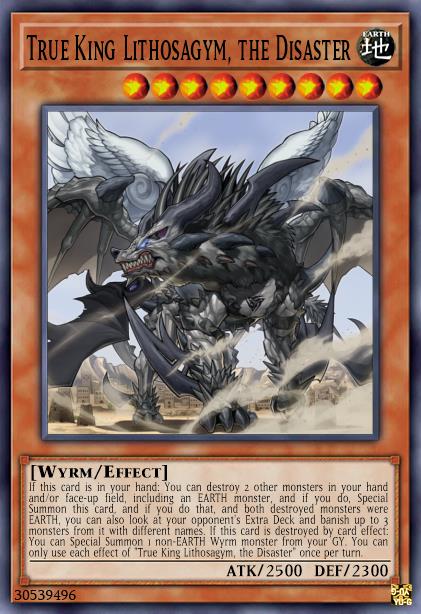 True King Lithosagym, the Disaster
EARTH
地
[Wyrm/Effect]
If this card is in your hand: You can destroy 2 other monsters in your hand
and/or face-up field, including an EARTH monster, and if you do, Special
Summon this card, and if you do that, and both destroyed monsters were
EARTH, you can also look at your opponent's Extra Deck and banish up to 3
monsters from it with different names. If this card is destroyed by card effect:
You can Special Summon 1 non-EARTH Wyrm monster from your GY. You can
only use each effect of "True King Lithosagym, the Disaster" once per turn.
ATK/2500 DEF/2300
30539496